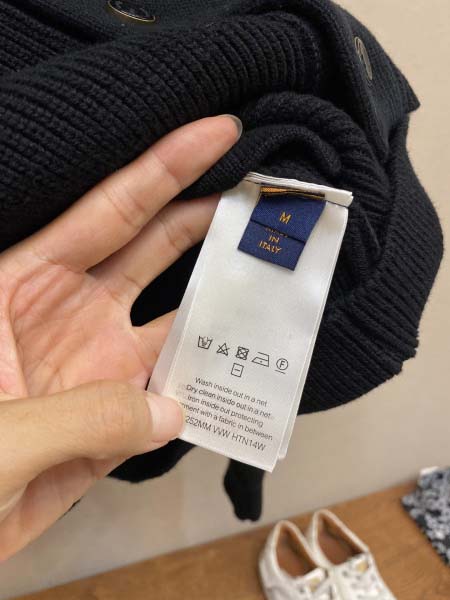 M
IN
ITALY
F
Wash inside out in a net
Dry clean inside out in a net
Iron inside out protecting
with a fabric in between
252MM VVW HTN14W